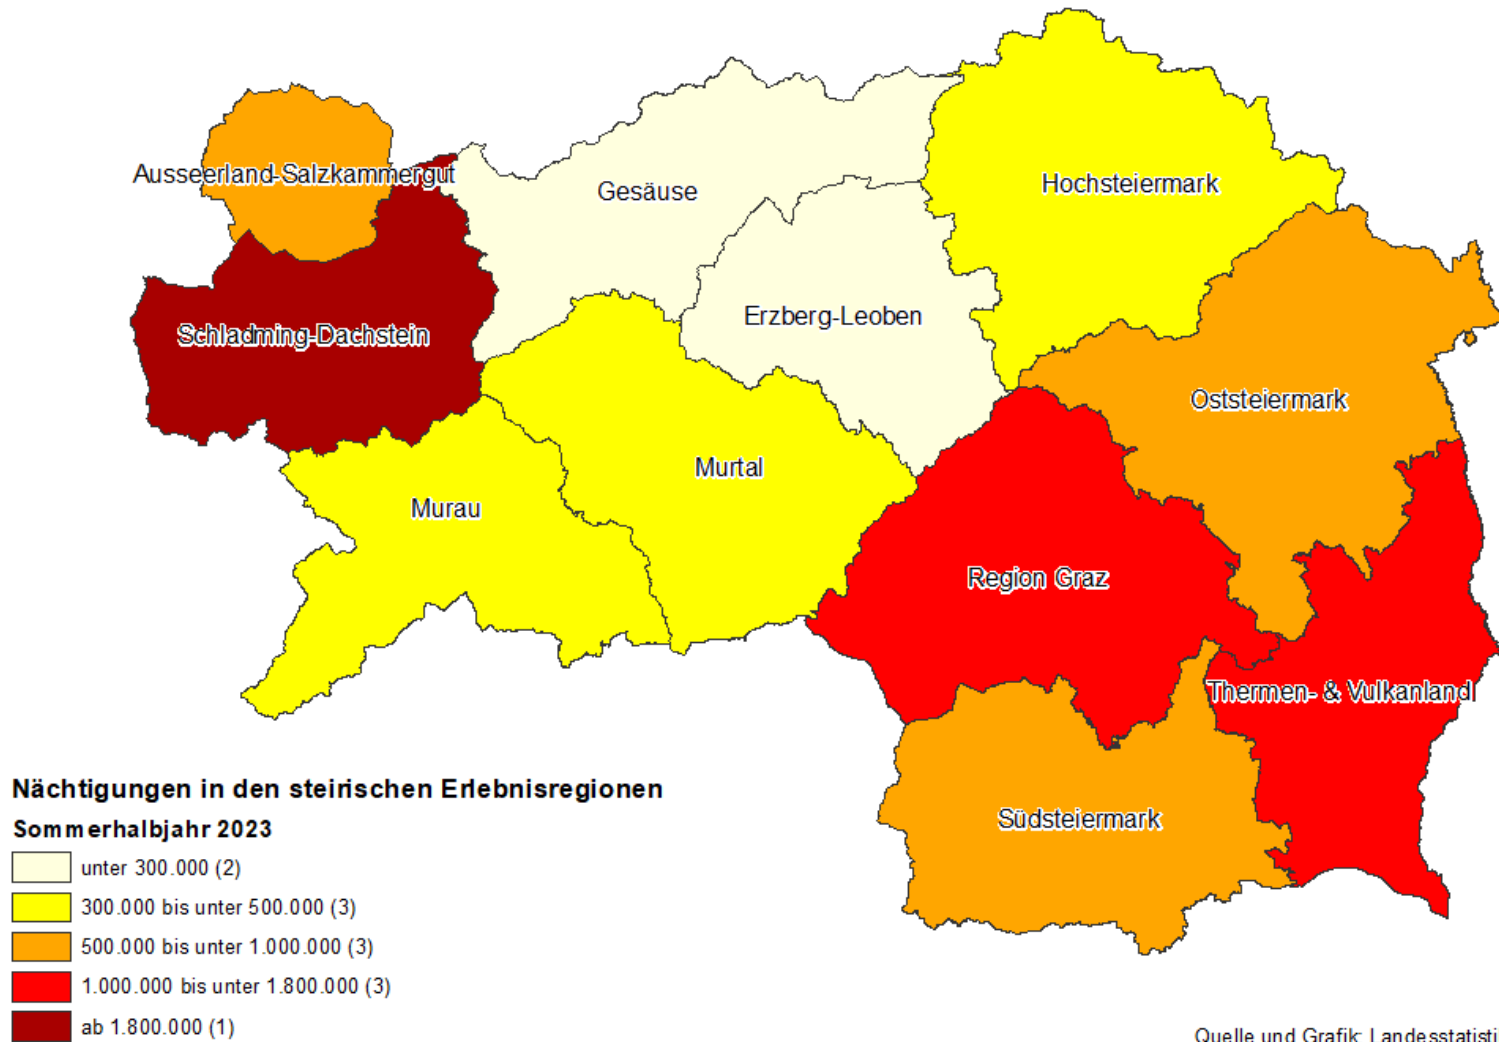 Ausseerland-Salzkammergut
Gesäuse
Hochsteiermark
Erzberg-Leoben
Schladming-Dachstein
Oststeiermark
Murtal
Murau
Region Graz
Thermen- & Vulkanland
Südsteiermark
Nächtigungen in den steirischen Erlebnisregionen
Sommerhalbjahr 2023
unter 300.000 (2)
300.000 bis unter 500.000 (3)
500.000 bis unter 1.000.000 (3)
1.000.000 bis unter 1.800.000 (3)
ab 1.800.000 (1)
Quelle und Grafik: Landesstatisti